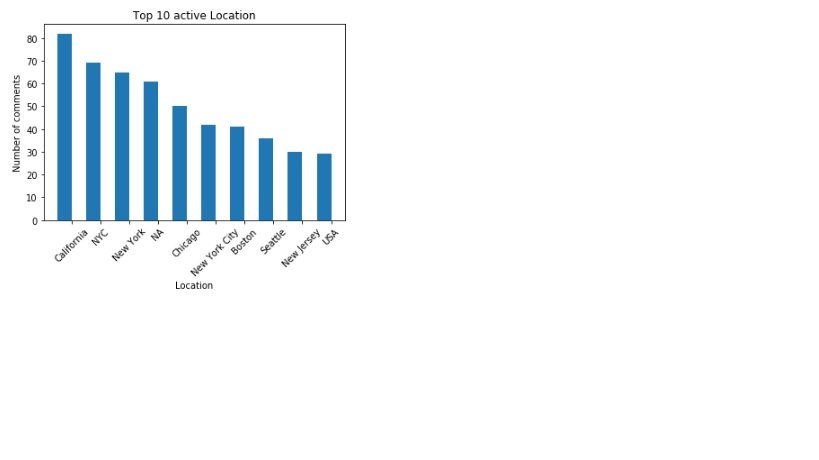 Top 10 active Location
Number of comments
80
70
60
50
40
30
20
10
0
California
NYC
New York
NA
Chicago
New York City
Boston
Seattle
New Jersey
USA
Location